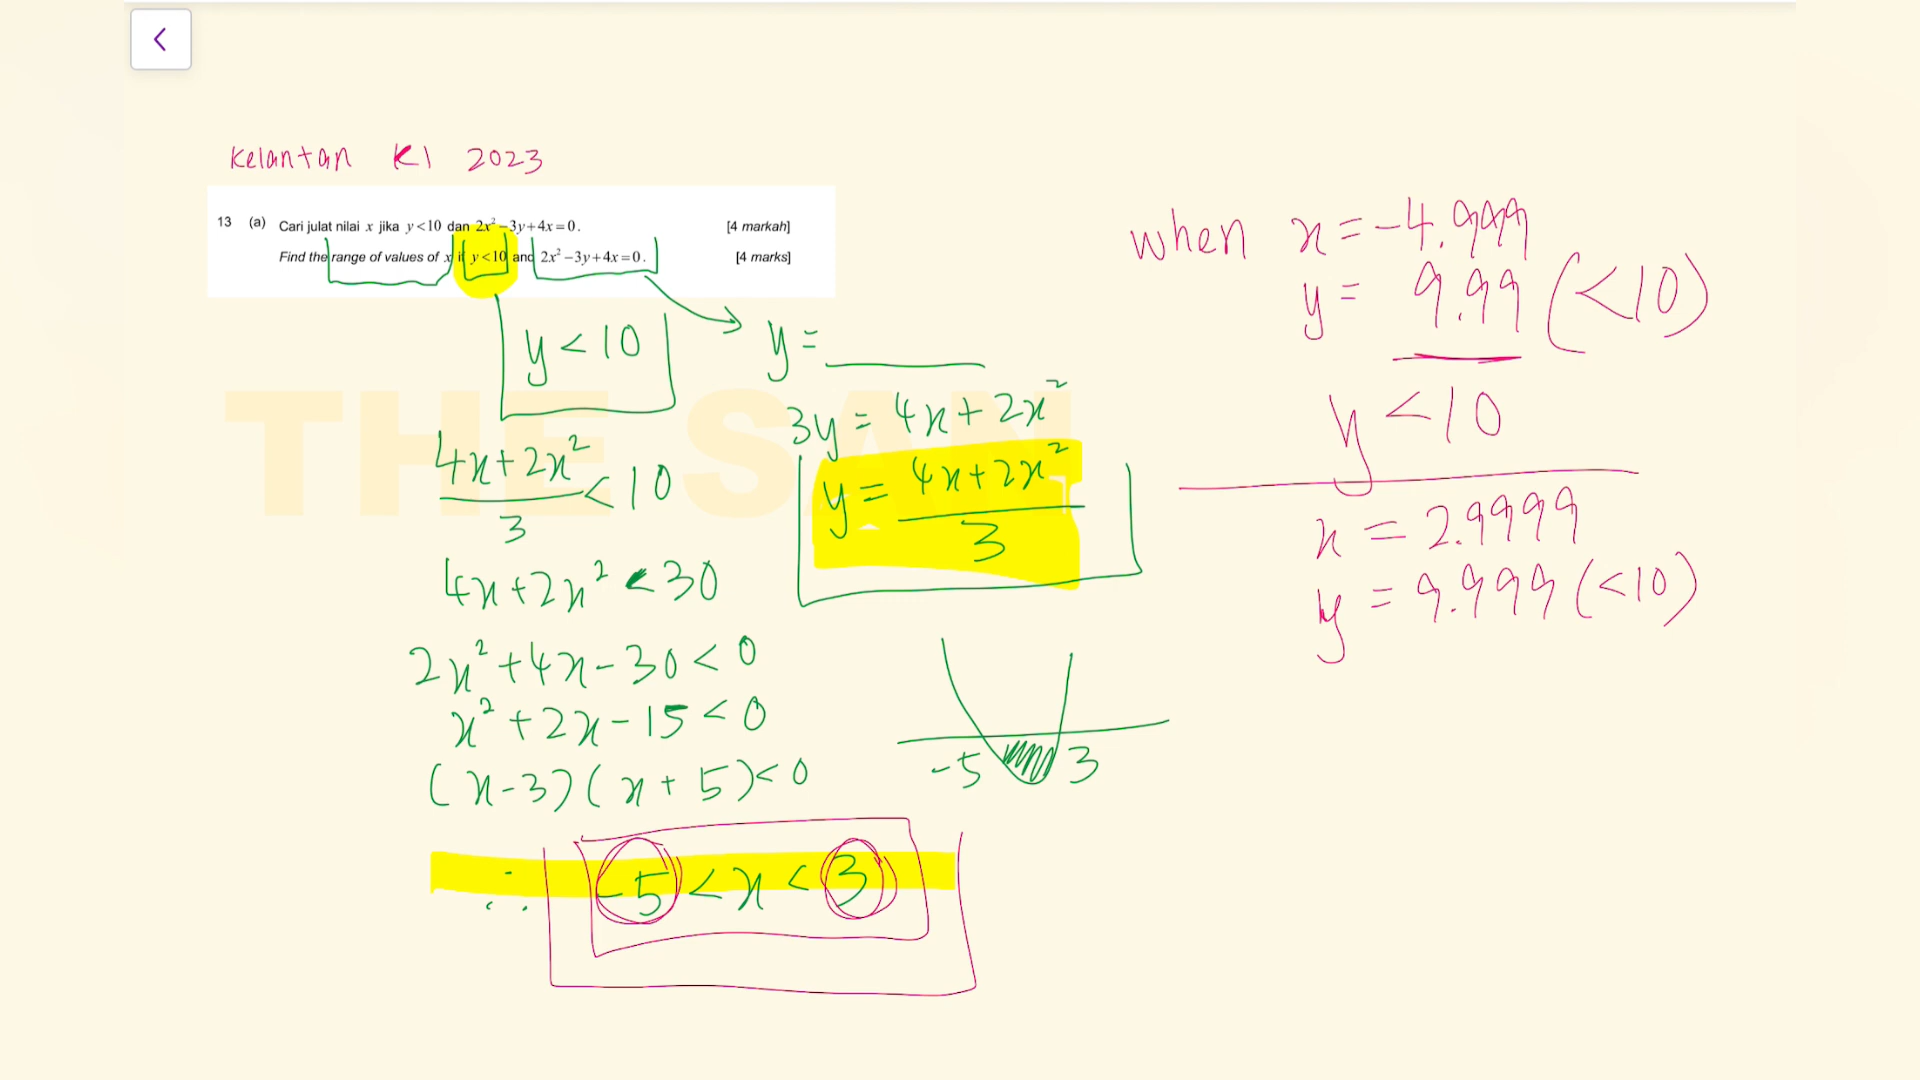 Kelantan K1 2023
13 (a) Cari julat nilai x jika y<10 dan 2x²−3y+4x=0. [4 markah]
Find the range of values of x if y<10 and 2x²−3y+4x=0. [4 marks]
y<10
y=
3y = 4x+2x²
y = 4x+2x² / 3
4x+2x² / 3 <10
4x+2x² <30
2x²+4x-30<0
x²+2x-15<0
(x-3)(x+5)<0
-5 3
∴ -5<x<3
when x=-4.999
y= 9.99 (<10)
y<10
x = 2.9999
y = 9.999 (<10)
THE SAN